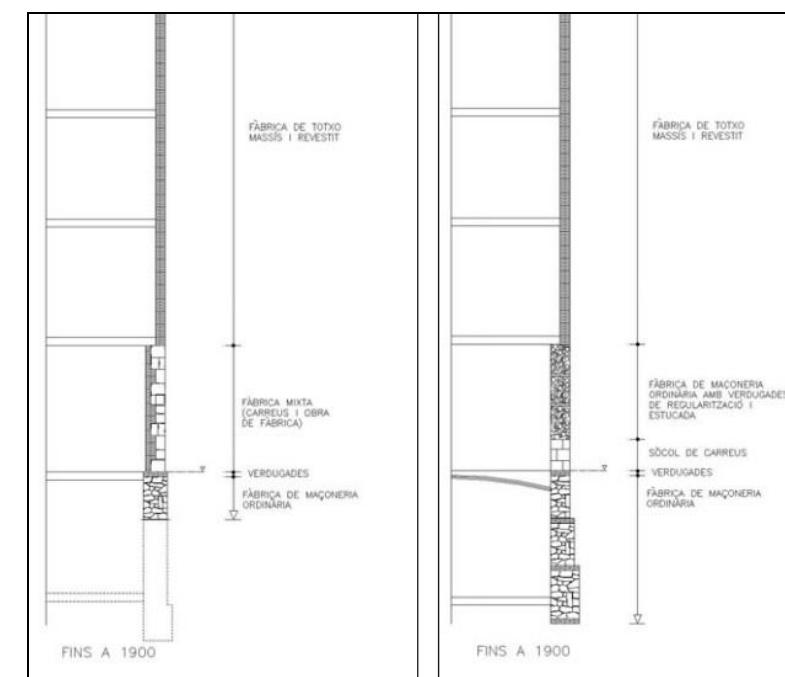 FÀBRICA DE TOTXO
MASSÍS I REVESTIT
FÀBRICA MIXTA
(CARREUS I OBRA
DE FÀBRICA)
VERDUGADES
FÀBRICA DE MAÇONERIA
ORDINÀRIA
FINS A 1900
FÀBRICA DE TOTXO
MASSÍS I REVESTIT
FÀBRICA DE MAÇONERIA
ORDINÀRIA AMB VERDUGADES
DE REGULARITZACIÓ I
ESTUCADA
SÒCOL DE CARREUS
VERDUGADES
FÀBRICA DE MAÇONERIA
ORDINÀRIA
FINS A 1900